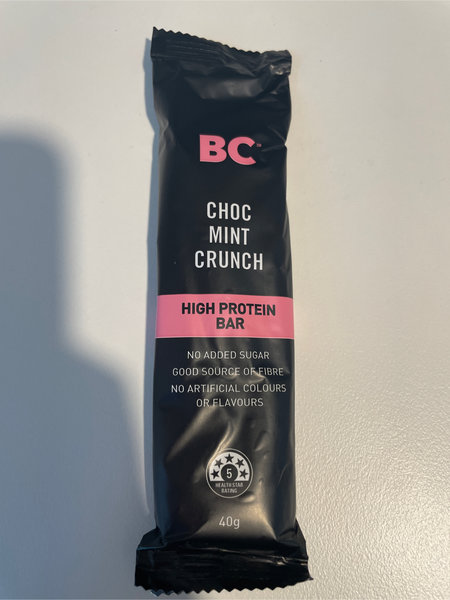 BC™
CHOC
MINT
CRUNCH
HIGH PROTEIN
BAR
NO ADDED SUGAR
GOOD SOURCE OF FIBRE
NO ARTIFICIAL COLOURS
OR FLAVOURS
5
HEALTH STAR
RATING
40g